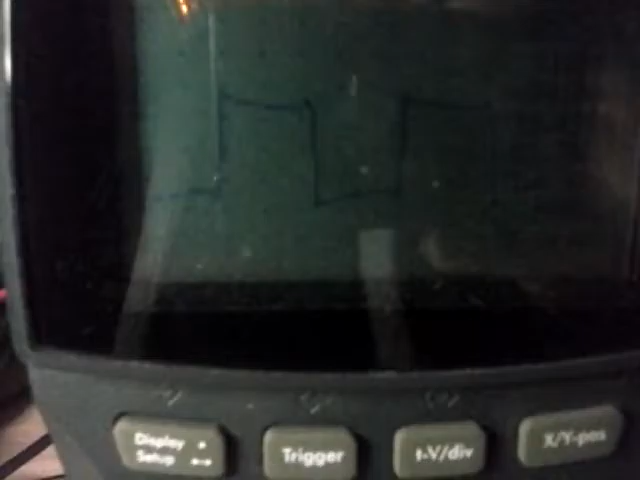 Display
Setup
Trigger
t-V/div
X/Y-pos